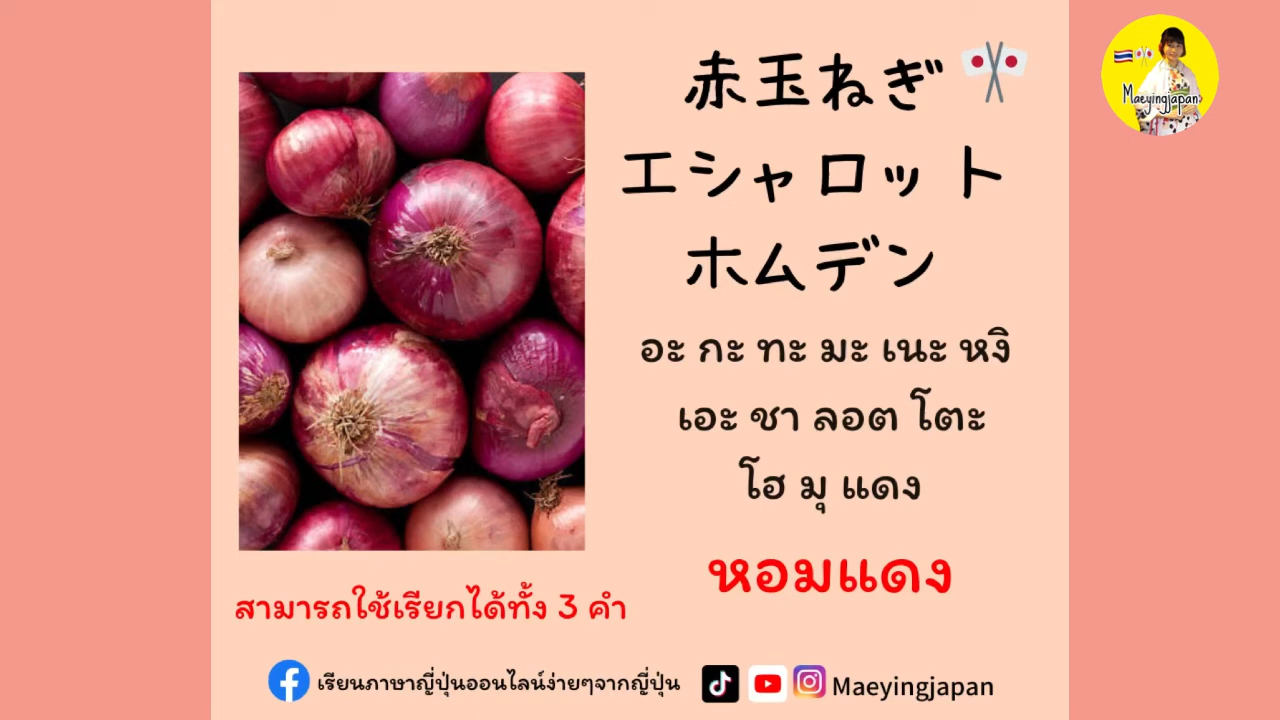 赤玉ねぎ
エシャロット
ホムデン
อะ กะ ทะ มะ เนะ หงิ
เอะ ชา ลอต โตะ
โฮ มุ แดง
หอมแดง
สามารถใช้เรียกได้ทั้ง 3 คำ
เรียนภาษาญี่ปุ่นออนไลน์ง่ายๆจากญี่ปุ่น
Maeyingjapan
Maeyingjapan